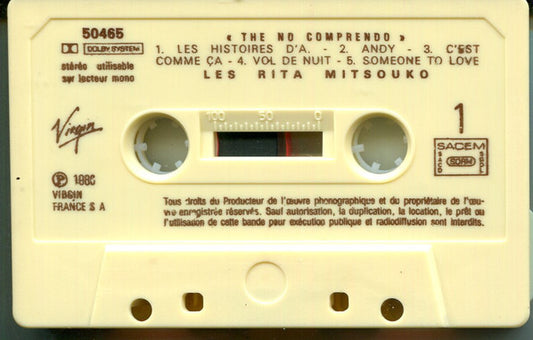 50465
« THE NO COMPRENDO »
DOLBY SYSTEM
1. LES HISTOIRES D'A. - 2. ANDY - 3. C'EST
COMME ÇA - 4. VOL DE NUIT - 5. SOMEONE TO LOVE
stéréo utilisable
sur lecteur mono
LES RITA MITSOUKO
100 50 0
1
Virgin
SACEM
SACD SDRM SGDL
Ⓟ 1986
VIRGIN
FRANCE S A
Tous droits du Producteur de l'œuvre phonographique et du propriétaire de l'œu-
vre enregistrée réservés. Sauf autorisation, la duplication, la location, le prêt ou
l'utilisation de cette bande pour exécution publique et radiodiffusion sont interdits.